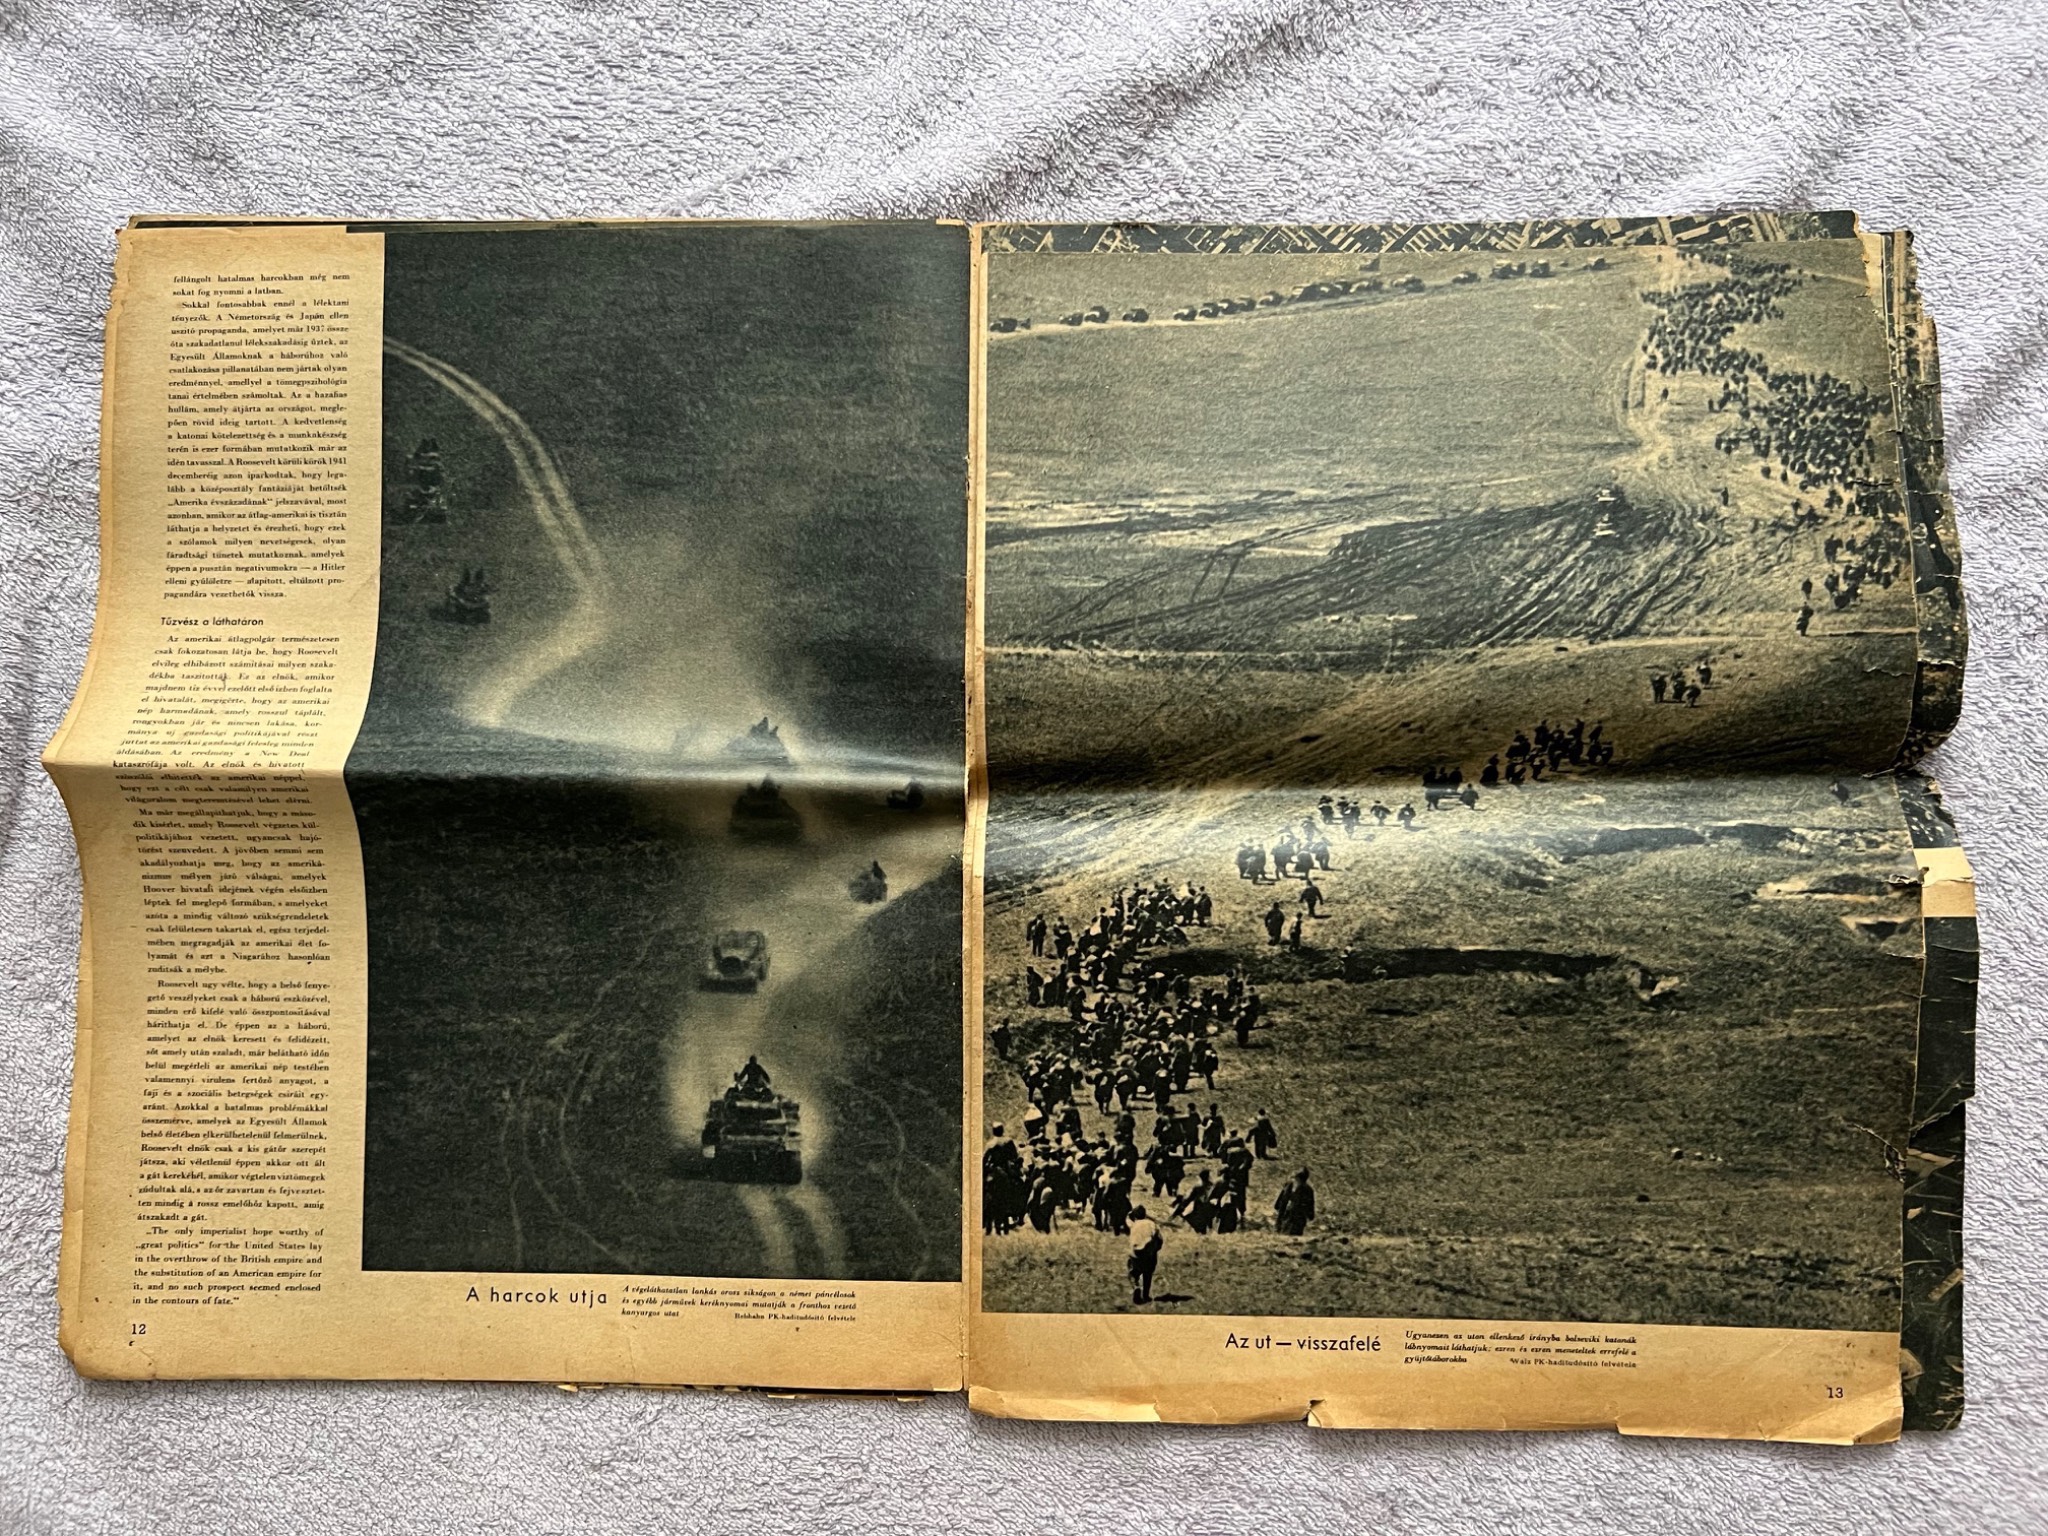 fellángolt hatalmas harcokban még nem
sokat fog nyomni a latban.
Sokkal fontosabbak ennél a lélektani
tényezők. A Németország és Japán ellen
uszító propaganda, amelyet már 1937 össze
óta szakadatlanul lélekszakadásig űztek, az
Egyesült Államoknak a háborúhoz való
csatlakozása pillanatában nem jártak olyan
eredménnyel, amellyel a tömegpszihológia
tanai értelmében számoltak. Az a hazafias
hullám, amely átjárta az országot, megle-
pően rövid ideig tartott. A kedvetlenség
a katonai kötelezettség és a munkakészség
terén is ezer formában mutatkozik már az
idén tavasszal. A Roosevelt körüli körök 1941
decemberéig azon iparkodtak, hogy lega-
lább a középosztály fantáziáját betöltsék
„Amerika évszázadának" jelszavával, most
azonban, amikor az átlag-amerikai is tisztán
láthatja a helyzetet és érezheti, hogy ezek
a szólamok milyen nevetségesek, olyan
fáradtsági tünetek mutatkoznak, amelyek
éppen a pusztán negativumokra — a Hitler
elleni gyűlöletre — alapított, eltúlzott pro-
pagandára vezethetők vissza.
Tűzvész a láthatáron
Az amerikai átlagpolgár természetesen
csak fokozatosan látja be, hogy Roosevelt
elvileg elhibázott számításai milyen szaka-
dékba taszították. Ez az elnök, amikor
majdnem tíz évvel ezelőtt első ízben foglalta
el hivatalát, megígérte, hogy az amerikai
nép harmadának, amely rosszul táplált,
rongyokban jár és nincsen lakása, kor-
mánya uj gazdasági politikájával részt
juttat az amerikai gazdasági felesleg minden
áldásában. Az eredmény a New Deal
katasztrófája volt. Az elnök és hivatott
szószólói elhitették az amerikai néppel,
hogy ezt a célt csak valamilyen amerikai
világuralom megteremtésével lehet elérni.
Ma már megállapíthatjuk, hogy a máso-
dik kísérlet, amely Roosevelt végzetes kül-
politikájához vezetett, ugyancsak hajó-
törést szenvedett. A jövőben semmi sem
akadályozhatja meg, hogy az ameriká-
nizmus mélyen járó válságai, amelyek
Hoover hivatali idejének végén elsőízben
léptek fel meglepő formában, s amelyeket
azóta a mindig változó szükségrendeletek
csak felületesen takartak el, egész terjedel-
mében megragadják az amerikai élet fo-
lyamát és azt a Niagarához hasonlóan
zudítsák a mélybe.
Roosevelt ugy vélte, hogy a belső fenye-
gető veszélyeket csak a háború eszközével,
minden erő kifelé való összpontosításával
háríthatja el. De éppen az a háború,
amelyet az elnök keresett és felidézett,
sőt amely után szaladt, már belátható időn
belül megérleli az amerikai nép testében
valamennyi virulens fertőző anyagot, a
faji és a szociális betegségek csíráit egy-
aránt. Azokkal a hatalmas problémákkal
összemérve, amelyek az Egyesült Államok
belső életében elkerülhetetlenül felmerülnek,
Roosevelt elnök csak a kis gátőr szerepét
játsza, aki véletlenül éppen akkor ott ált
a gát kerekénél, amikor végtelen víztömegek
zúdultak alá, s az őr zavartan és fejvesztet-
ten mindig a rossz emelőhöz kapott, amíg
átszakadt a gát.
„The only imperialist hope worthy of
„great politics" for the United States lay
in the overthrow of the British empire and
the substitution of an American empire for
it, and no such prospect seemed enclosed
in the contours of fate."
12
A harcok utja
A végeláthatatlan lankás orosz síkságon a német páncélosok
és egyébb járművek keréknyomai mutatják a fronthoz vezető
kanyargos utat
Rebhahn PK-haditudósító felvétele
Az ut — visszafelé
Ugyanezen az uton ellenkező irányba bolseviki katonák
lábnyomait láthatjuk: ezren és ezren meneteltek errefelé a
gyűjtőtáborokba
Walz PK-haditudósító felvétele
13